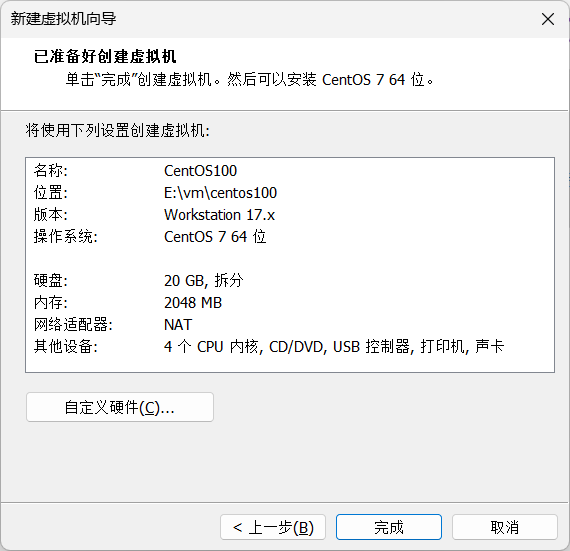 新建虚拟机向导
已准备好创建虚拟机
单击“完成”创建虚拟机。然后可以安装 CentOS 7 64 位。
将使用下列设置创建虚拟机:
名称: CentOS100
位置: E:\vm\centos100
版本: Workstation 17.x
操作系统: CentOS 7 64 位
硬盘: 20 GB, 拆分
内存: 2048 MB
网络适配器: NAT
其他设备: 4 个 CPU 内核, CD/DVD, USB 控制器, 打印机, 声卡
自定义硬件(C)...
< 上一步(B) 完成 取消